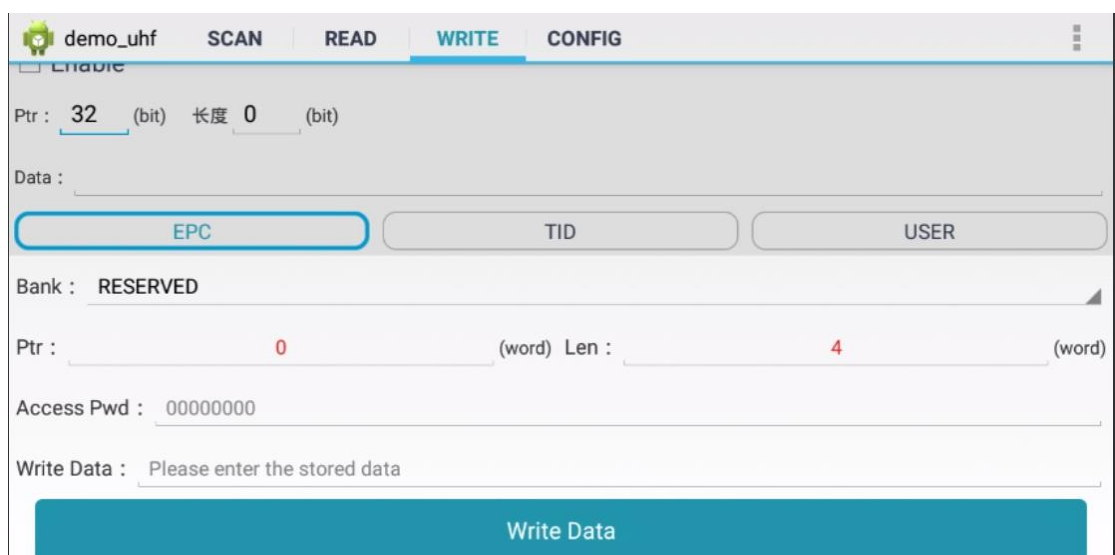 demo_uhf SCAN READ WRITE CONFIG
Enable
Ptr : 32 (bit) 长度 0 (bit)
Data :
EPC TID USER
Bank : RESERVED
Ptr : 0 (word) Len : 4 (word)
Access Pwd : 00000000
Write Data : Please enter the stored data
Write Data